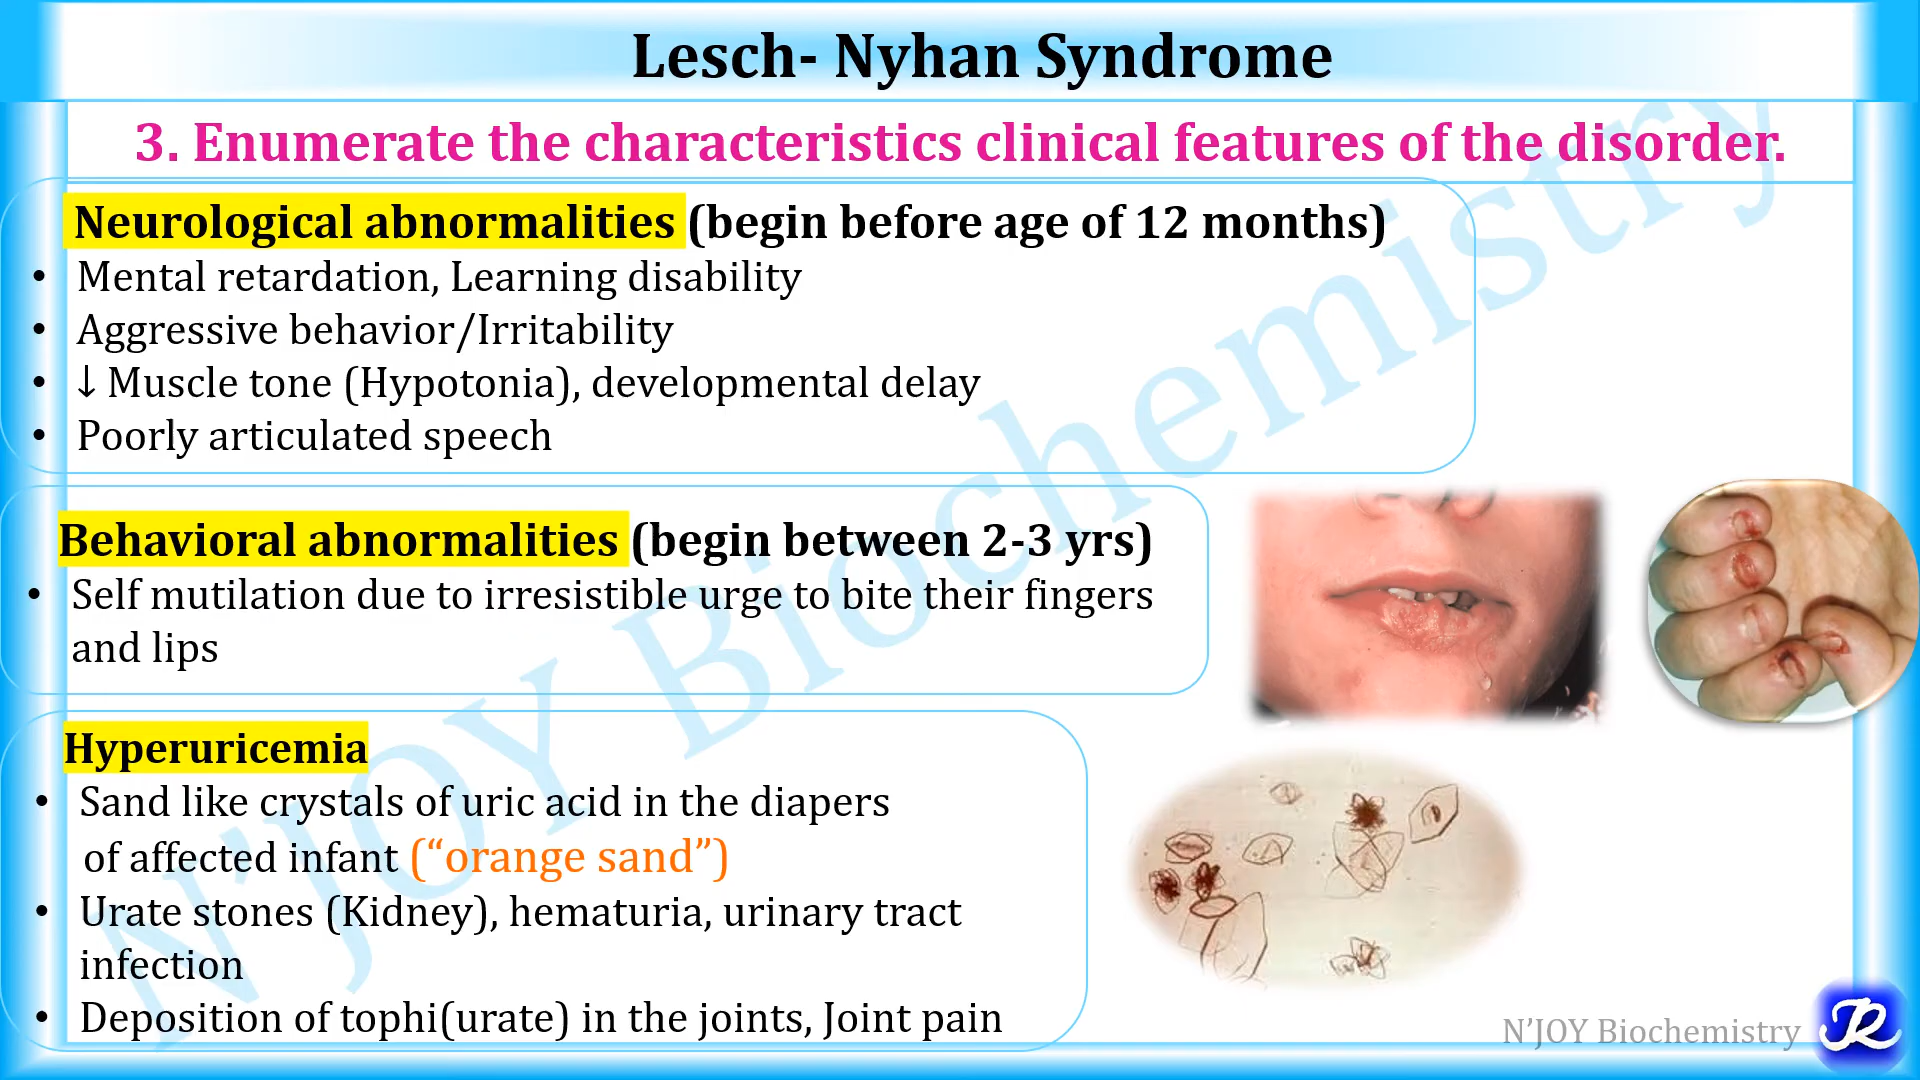 Lesch- Nyhan Syndrome
3. Enumerate the characteristics clinical features of the disorder.
Neurological abnormalities (begin before age of 12 months)
• Mental retardation, Learning disability
• Aggressive behavior/Irritability
• ↓ Muscle tone (Hypotonia), developmental delay
• Poorly articulated speech
Behavioral abnormalities (begin between 2-3 yrs)
• Self mutilation due to irresistible urge to bite their fingers
and lips
Hyperuricemia
• Sand like crystals of uric acid in the diapers
of affected infant (“orange sand”)
• Urate stones (Kidney), hematuria, urinary tract
infection
• Deposition of tophi(urate) in the joints, Joint pain
N’JOY Biochemistry
N’JOY Biochemistry
JR